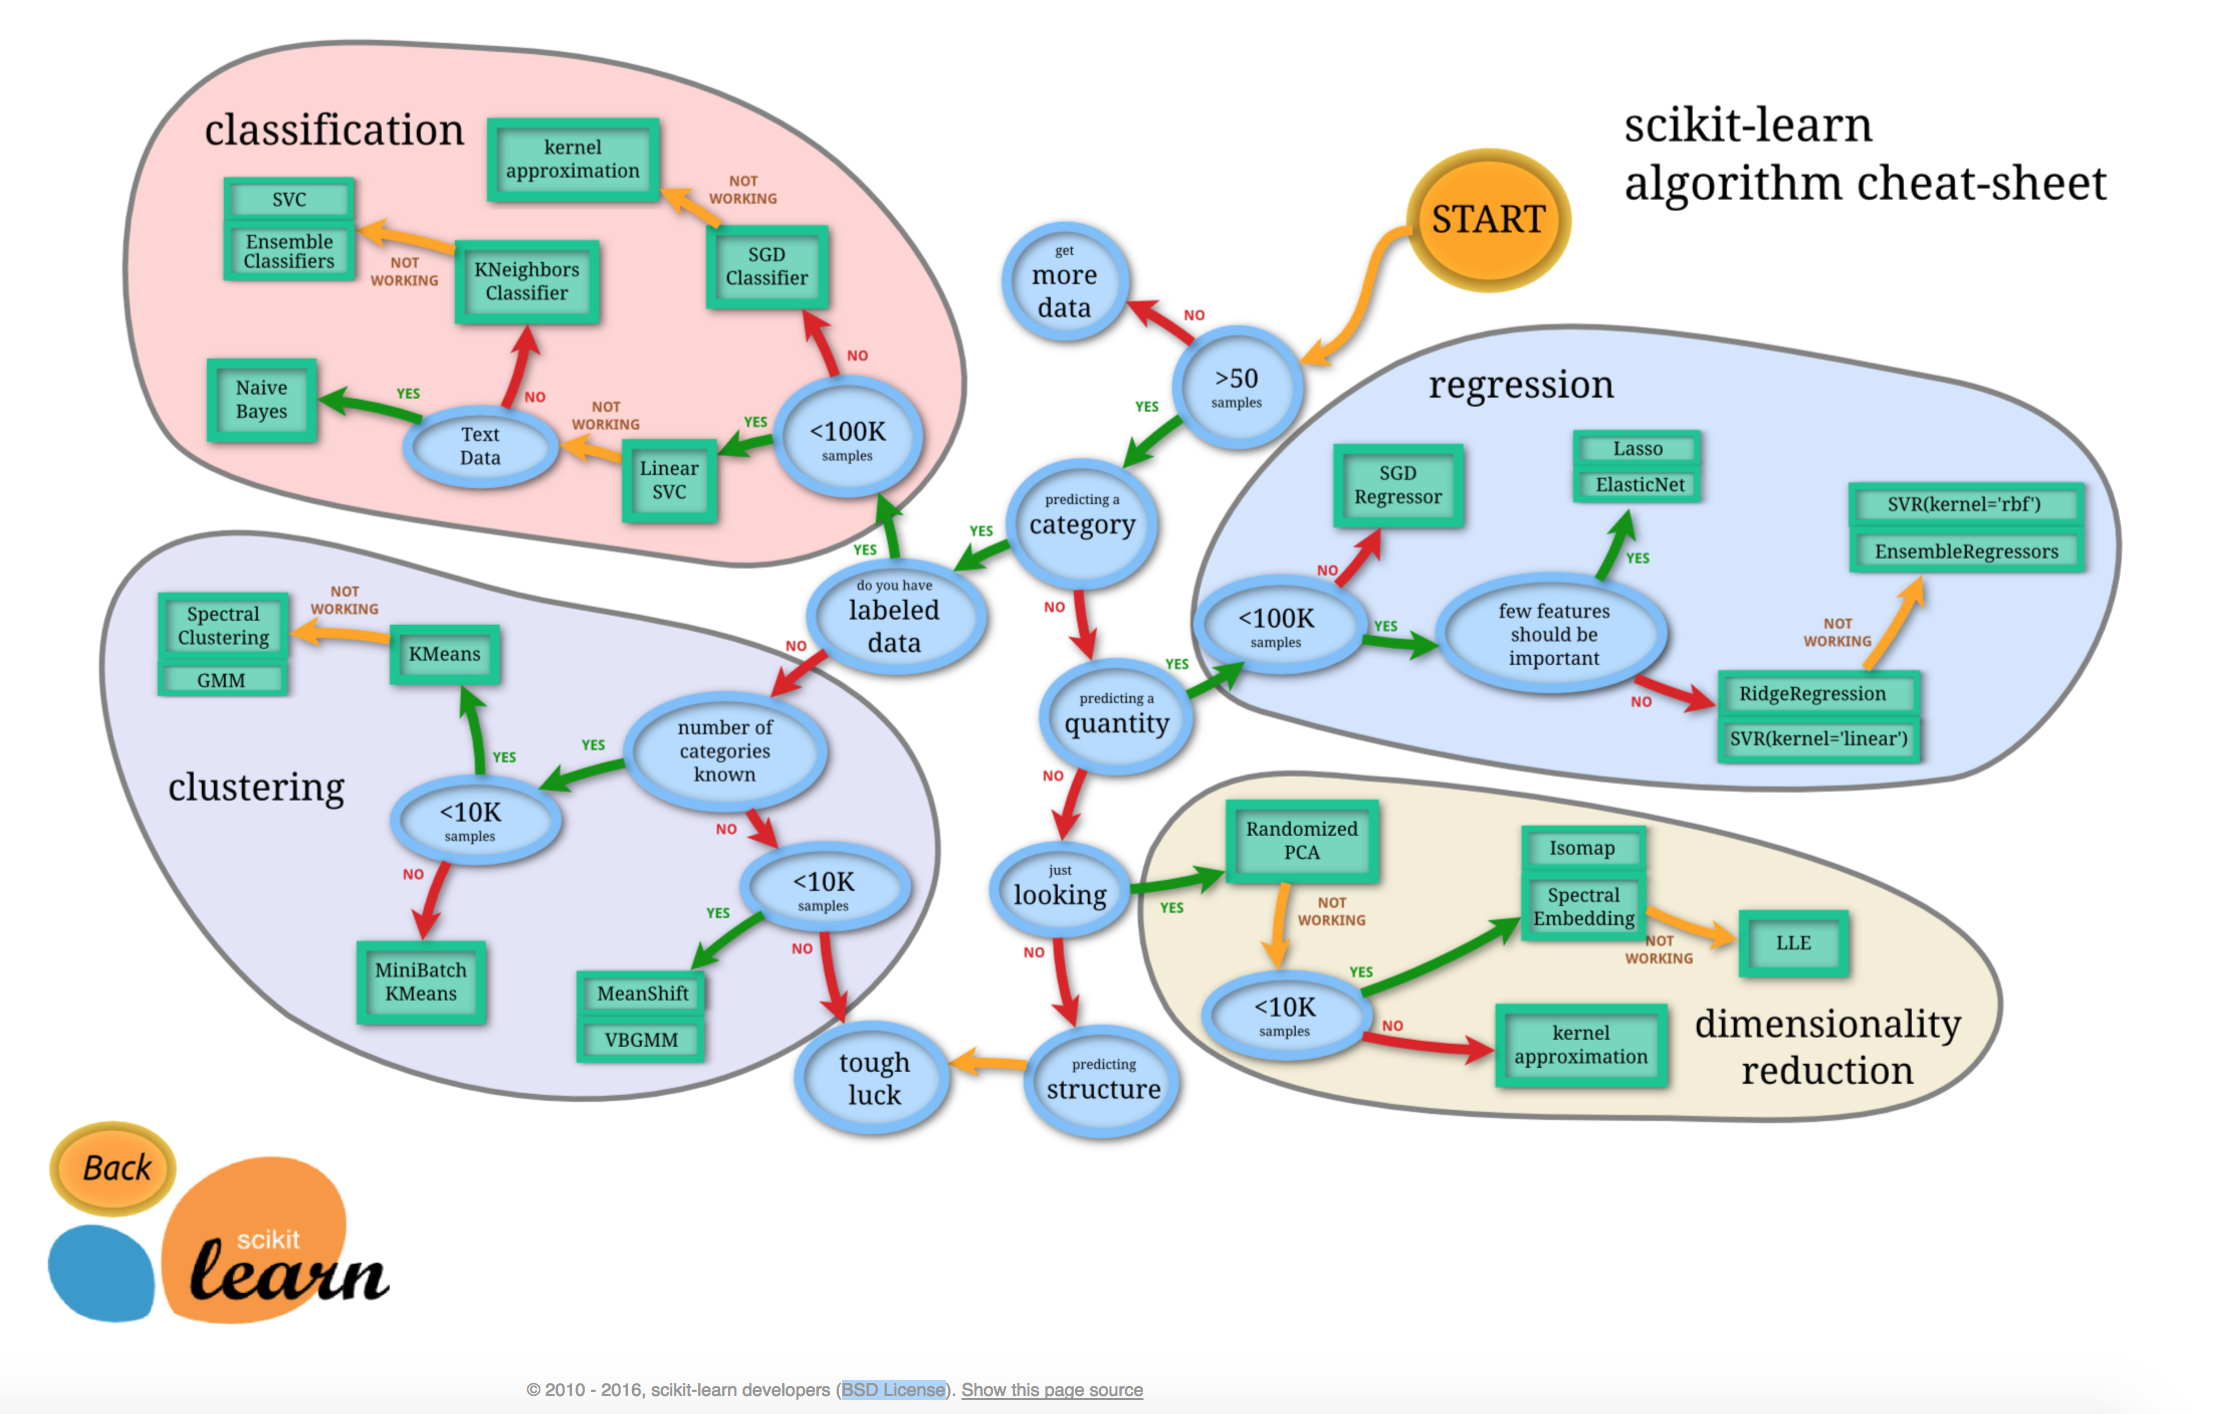 scikit-learn
algorithm cheat-sheet
START
classification
kernel
approximation
NOT
WORKING
SVC
Ensemble
Classifiers
NOT
WORKING
KNeighbors
Classifier
SGD
Classifier
NO
Naive
Bayes
YES
Text
Data
NO
NOT
WORKING
Linear
SVC
YES
<100K
samples
YES
get
more
data
NO
>50
samples
YES
predicting a
category
YES
NO
do you have
labeled
data
NO
predicting a
quantity
YES
NO
just
looking
YES
NO
predicting
structure
tough
luck
regression
SGD
Regressor
NO
<100K
samples
YES
few features
should be
important
YES
Lasso
ElasticNet
NO
RidgeRegression
SVR(kernel='linear')
NOT
WORKING
SVR(kernel='rbf')
EnsembleRegressors
clustering
Spectral
Clustering
GMM
NOT
WORKING
KMeans
YES
<10K
samples
NO
MiniBatch
KMeans
YES
number of
categories
known
NO
<10K
samples
YES
MeanShift
VBGMM
NO
dimensionality
reduction
Randomized
PCA
NOT
WORKING
<10K
samples
YES
Isomap
Spectral
Embedding
NOT
WORKING
LLE
NO
kernel
approximation
Back
scikit
learn
© 2010 - 2016, scikit-learn developers (BSD License). Show this page source